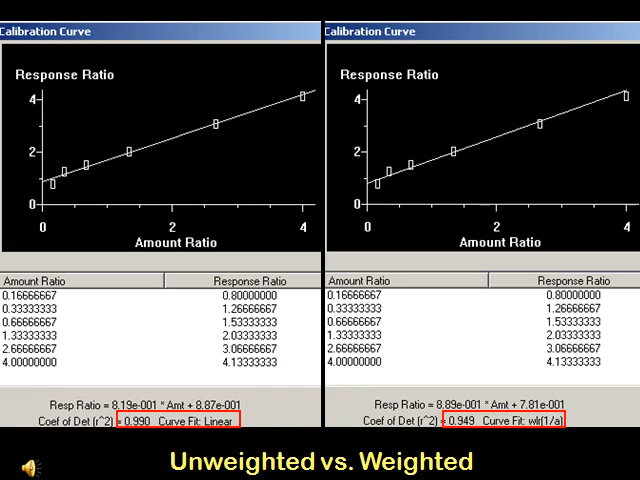 Calibration Curve
Response Ratio
4
2
0
0 2 4
Amount Ratio
Amount Ratio Response Ratio
0.16666667 0.80000000
0.33333333 1.26666667
0.66666667 1.53333333
1.33333333 2.03333333
2.66666667 3.06666667
4.00000000 4.13333333
Resp Ratio = 8.19e-001 * Amt + 8.87e-001
Coef of Det (r^2) = 0.990 Curve Fit: Linear
Calibration Curve
Response Ratio
4
2
0
0 2 4
Amount Ratio
Amount Ratio Response Ratio
0.16666667 0.80000000
0.33333333 1.26666667
0.66666667 1.53333333
1.33333333 2.03333333
2.66666667 3.06666667
4.00000000 4.13333333
Resp Ratio = 8.89e-001 * Amt + 7.81e-001
Coef of Det (r^2) = 0.949 Curve Fit: wlr(1/a)
Unweighted vs. Weighted